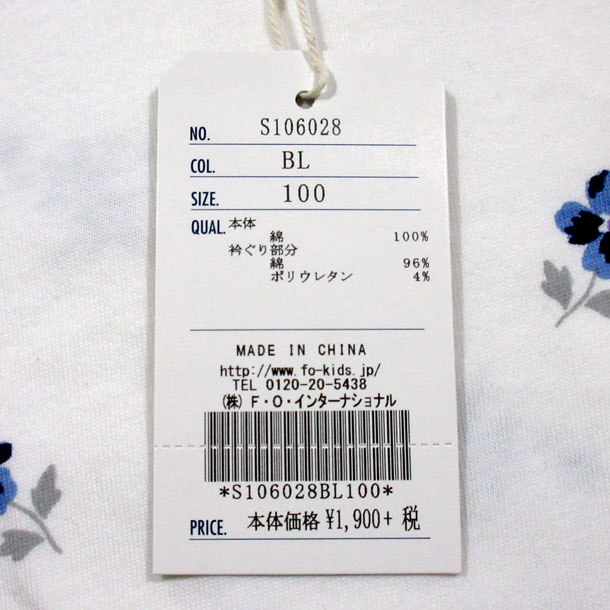 NO. S106028
COL. BL
SIZE. 100
QUAL. 本体
綿 100%
衿ぐり部分
綿 96%
ポリウレタン 4%
MADE IN CHINA
http://www.fo-kids.jp/
TEL 0120-20-5438
(株) F・O・インターナショナル
*S106028BL100*
PRICE. 本体価格 ¥1,900+ 税